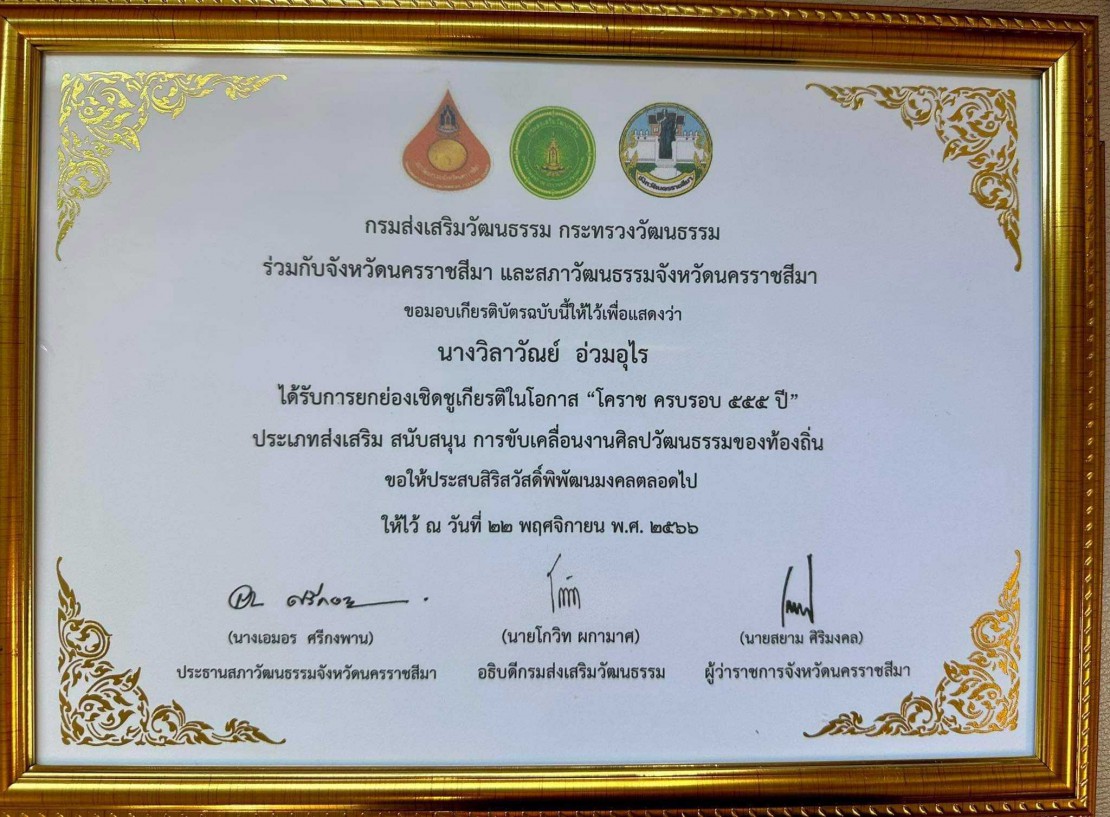 กรมส่งเสริมวัฒนธรรม กระทรวงวัฒนธรรม
ร่วมกับจังหวัดนครราชสีมา และสภาวัฒนธรรมจังหวัดนครราชสีมา
ขอมอบเกียรติบัตรฉบับนี้ให้ไว้เพื่อแสดงว่า
นางวิลาวัณย์ อ่วมอุไร
ได้รับการยกย่องเชิดชูเกียรติในโอกาส “โคราช ครบรอบ ๕๕๕ ปี”
ประเภทส่งเสริม สนับสนุน การขับเคลื่อนงานศิลปวัฒนธรรมของท้องถิ่น
ขอให้ประสบสิริสวัสดิ์พิพัฒนมงคลตลอดไป
ให้ไว้ ณ วันที่ ๒๒ พฤศจิกายน พ.ศ. ๒๕๖๖
(นางเอมอร ศรีกงพาน) (นายโกวิท ผกามาศ) (นายสยาม ศิริมงคล)
ประธานสภาวัฒนธรรมจังหวัดนครราชสีมา อธิบดีกรมส่งเสริมวัฒนธรรม ผู้ว่าราชการจังหวัดนครราชสีมา